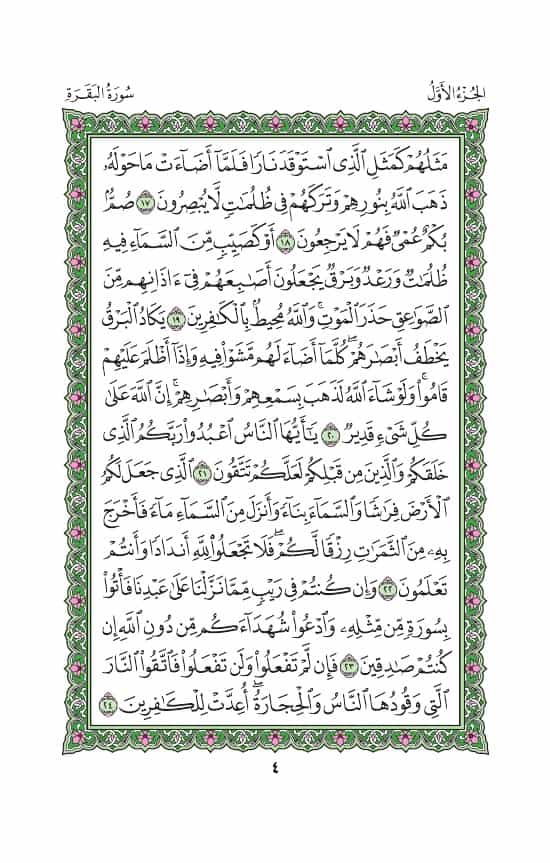 الجُزْءُ الأَوَّلُ سُورَةُ البَقَرَةِ
مَثَلُهُمْ كَمَثَلِ ٱلَّذِى ٱسْتَوْقَدَ نَارًا فَلَمَّآ أَضَآءَتْ مَا حَوْلَهُۥ
ذَهَبَ ٱللَّهُ بِنُورِهِمْ وَتَرَكَهُمْ فِى ظُلُمَٰتٍ لَّا يُبْصِرُونَ ١٧ صُمٌّۢ
بُكْمٌ عُمْىٌ فَهُمْ لَا يَرْجِعُونَ ١٨ أَوْ كَصَيِّبٍ مِّنَ ٱلسَّمَآءِ فِيهِ
ظُلُمَٰتٌ وَرَعْدٌ وَبَرْقٌ يَجْعَلُونَ أَصَٰبِعَهُمْ فِىٓ ءَاذَانِهِم مِّنَ
ٱلصَّوَٰعِقِ حَذَرَ ٱلْمَوْتِ ۚ وَٱللَّهُ مُحِيطٌۢ بِٱلْكَٰفِرِينَ ١٩ يَكَادُ ٱلْبَرْقُ
يَخْطَفُ أَبْصَٰرَهُمْ ۖ كُلَّمَآ أَضَآءَ لَهُم مَّشَوْا۟ فِيهِ وَإِذَآ أَظْلَمَ عَلَيْهِمْ
قَامُوا۟ ۚ وَلَوْ شَآءَ ٱللَّهُ لَذَهَبَ بِسَمْعِهِمْ وَأَبْصَٰرِهِمْ ۚ إِنَّ ٱللَّهَ عَلَىٰ
كُلِّ شَىْءٍ قَدِيرٌ ٢٠ يَٰٓأَيُّهَا ٱلنَّاسُ ٱعْبُدُوا۟ رَبَّكُمُ ٱلَّذِى
خَلَقَكُمْ وَٱلَّذِينَ مِن قَبْلِكُمْ لَعَلَّكُمْ تَتَّقُونَ ٢١ ٱلَّذِى جَعَلَ لَكُمُ
ٱلْأَرْضَ فِرَٰشًا وَٱلسَّمَآءَ بِنَآءً وَأَنزَلَ مِنَ ٱلسَّمَآءِ مَآءً فَأَخْرَجَ
بِهِۦ مِنَ ٱلثَّمَرَٰتِ رِزْقًا لَّكُمْ ۖ فَلَا تَجْعَلُوا۟ لِلَّهِ أَندَادًا وَأَنتُمْ
تَعْلَمُونَ ٢٢ وَإِن كُنتُمْ فِى رَيْبٍ مِّمَّا نَزَّلْنَا عَلَىٰ عَبْدِنَا فَأْتُوا۟
بِسُورَةٍ مِّن مِّثْلِهِۦ وَٱدْعُوا۟ شُهَدَآءَكُم مِّن دُونِ ٱللَّهِ إِن
كُنتُمْ صَٰدِقِينَ ٢٣ فَإِن لَّمْ تَفْعَلُوا۟ وَلَن تَفْعَلُوا۟ فَٱتَّقُوا۟ ٱلنَّارَ
ٱلَّتِى وَقُودُهَا ٱلنَّاسُ وَٱلْحِجَارَةُ ۖ أُعِدَّتْ لِلْكَٰفِرِينَ ٢٤
٤